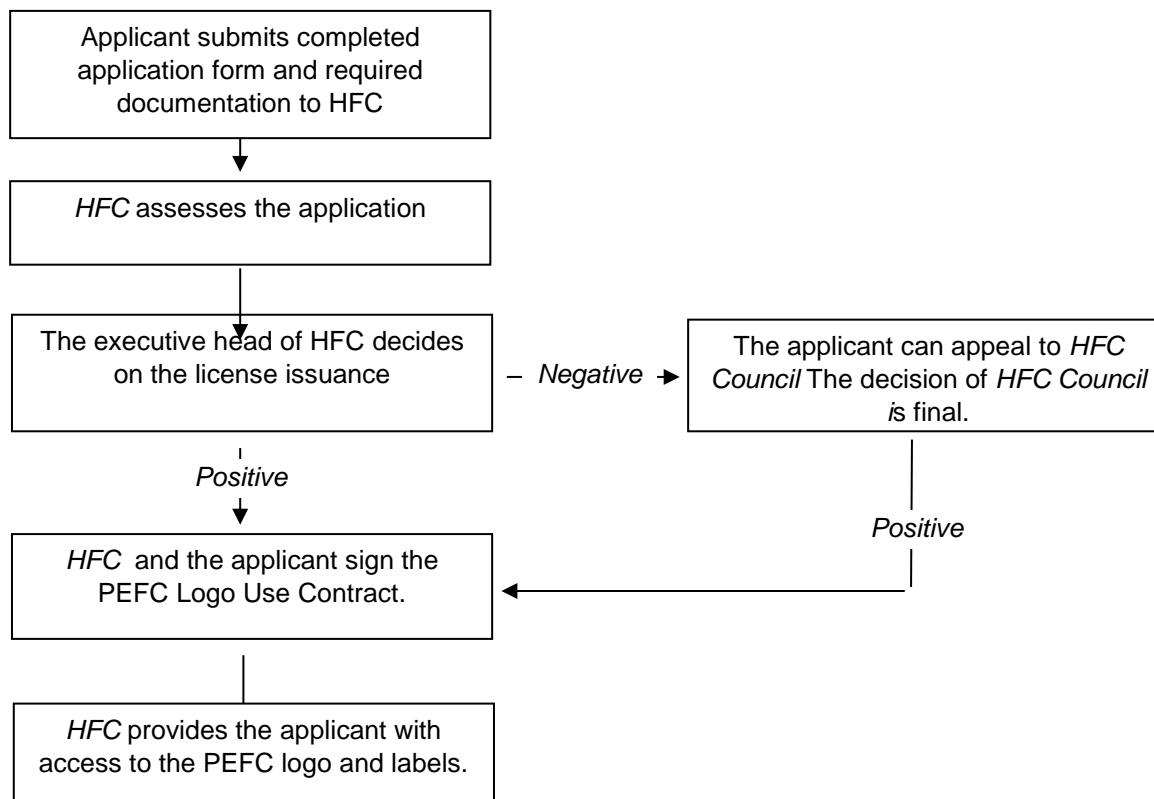 Applicant submits completed
application form and required
documentation to HFC
HFC assesses the application
The executive head of HFC decides
on the license issuance
Negative
The applicant can appeal to HFC
Council The decision of HFC Council
is final.
Positive
Positive
HFC and the applicant sign the
PEFC Logo Use Contract.
HFC provides the applicant with
access to the PEFC logo and labels.